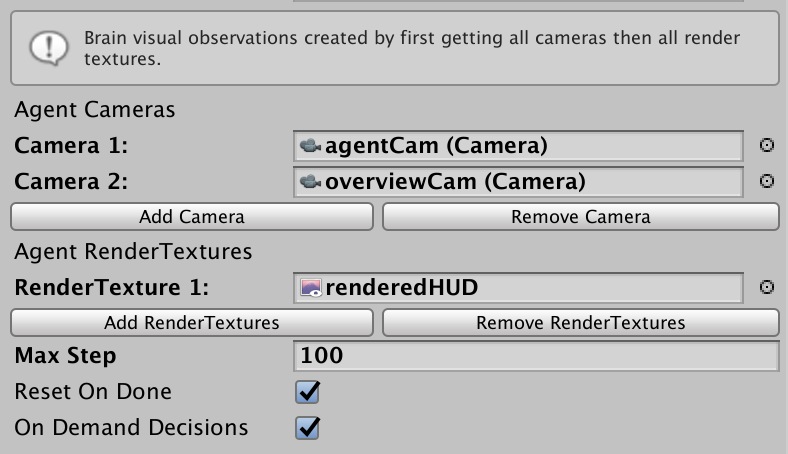 Brain visual observations created by first getting all cameras then all render
textures.
Agent Cameras
Camera 1: agentCam (Camera)
Camera 2: overviewCam (Camera)
Add Camera Remove Camera
Agent RenderTextures
RenderTexture 1: renderedHUD
Add RenderTextures Remove RenderTextures
Max Step 100
Reset On Done
On Demand Decisions